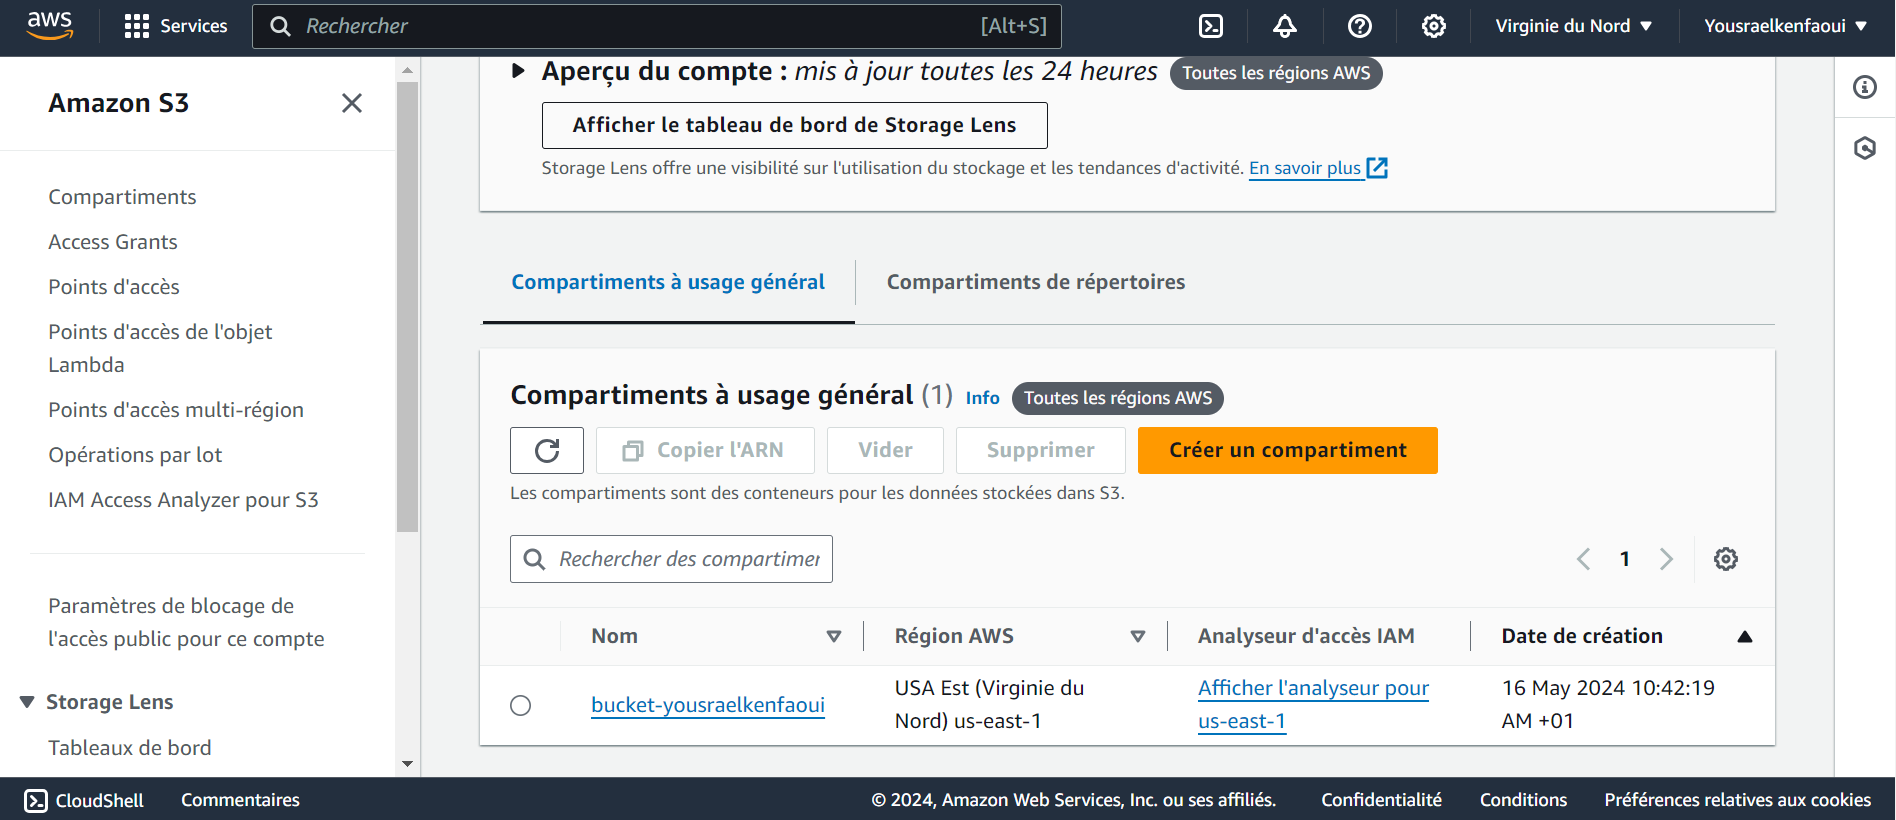 aws
Services
Rechercher
[Alt+S]
Virginie du Nord
Yousraelkenfaoui
Amazon S3
Compartiments
Access Grants
Points d'accès
Points d'accès de l'objet
Lambda
Points d'accès multi-région
Opérations par lot
IAM Access Analyzer pour S3
Paramètres de blocage de
l'accès public pour ce compte
Storage Lens
Tableaux de bord
Aperçu du compte : mis à jour toutes les 24 heures
Toutes les régions AWS
Afficher le tableau de bord de Storage Lens
Storage Lens offre une visibilité sur l'utilisation du stockage et les tendances d'activité. En savoir plus
Compartiments à usage général
Compartiments de répertoires
Compartiments à usage général (1) Info
Toutes les régions AWS
Copier l'ARN
Vider
Supprimer
Créer un compartiment
Les compartiments sont des conteneurs pour les données stockées dans S3.
Rechercher des compartimer
1
Nom
Région AWS
Analyseur d'accès IAM
Date de création
bucket-yousraelkenfaoui
USA Est (Virginie du
Nord) us-east-1
Afficher l'analyseur pour
us-east-1
16 May 2024 10:42:19
AM +01
CloudShell
Commentaires
© 2024, Amazon Web Services, Inc. ou ses affiliés.
Confidentialité
Conditions
Préférences relatives aux cookies